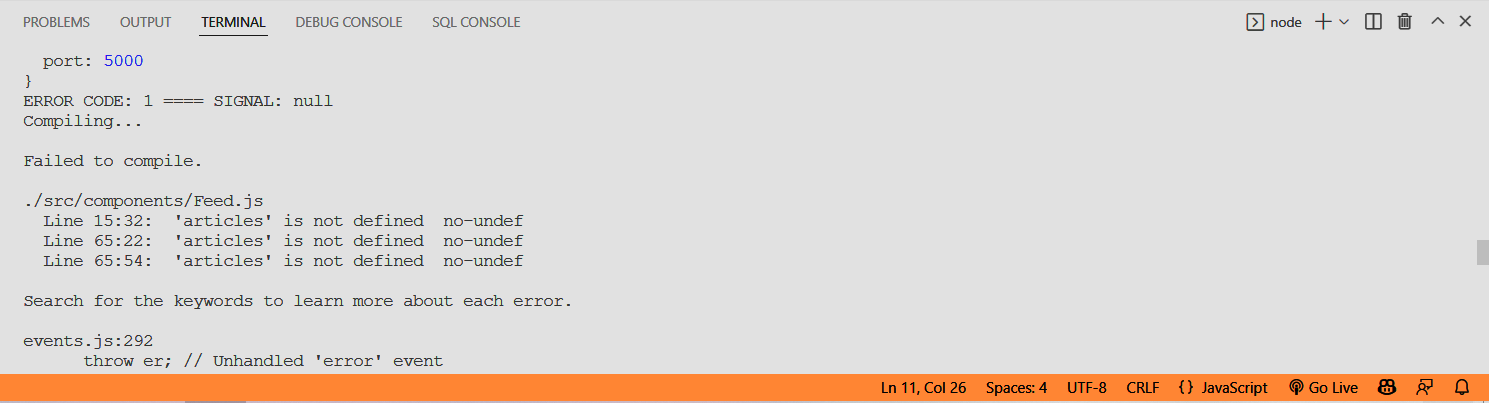 PROBLEMS OUTPUT TERMINAL DEBUG CONSOLE SQL CONSOLE node
port: 5000
}
ERROR CODE: 1 ==== SIGNAL: null
Compiling...
Failed to compile.
./src/components/Feed.js
Line 15:32: 'articles' is not defined no-undef
Line 65:22: 'articles' is not defined no-undef
Line 65:54: 'articles' is not defined no-undef
Search for the keywords to learn more about each error.
events.js:292
throw er; // Unhandled 'error' event
Ln 11, Col 26 Spaces: 4 UTF-8 CRLF {} JavaScript Go Live